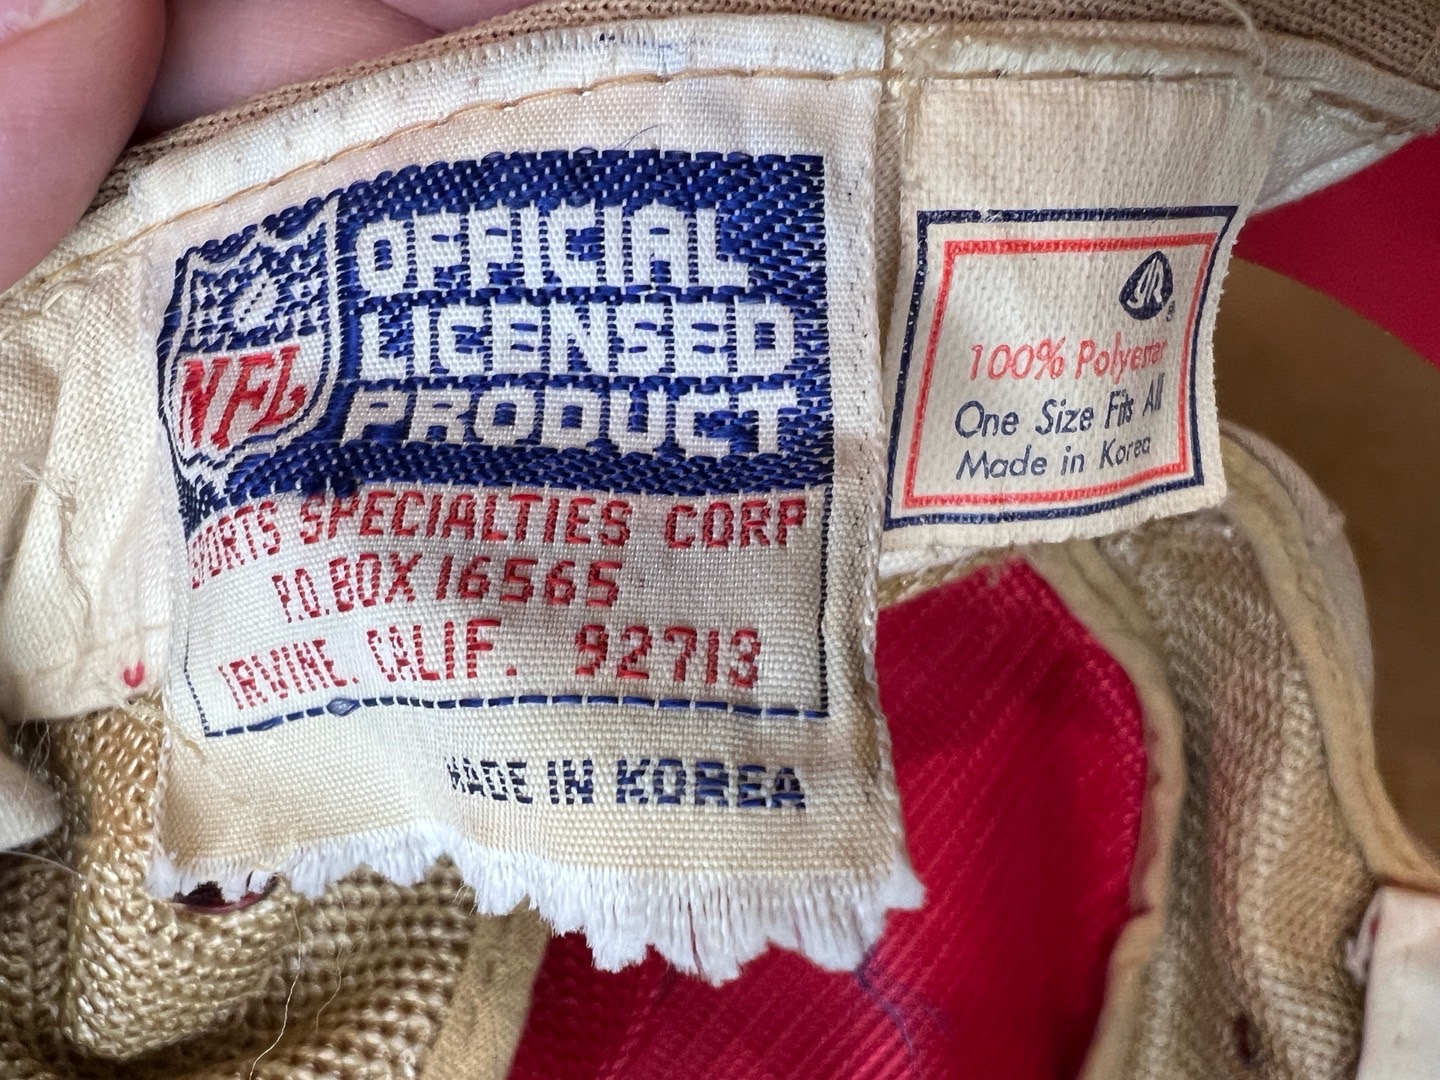 NFL
OFFICIAL
LICENSED
PRODUCT
SPORTS SPECIALTIES CORP
P.O. BOX 16565
IRVINE. CALIF. 92713
MADE IN KOREA
100% Polyester
One Size Fits All
Made in Korea